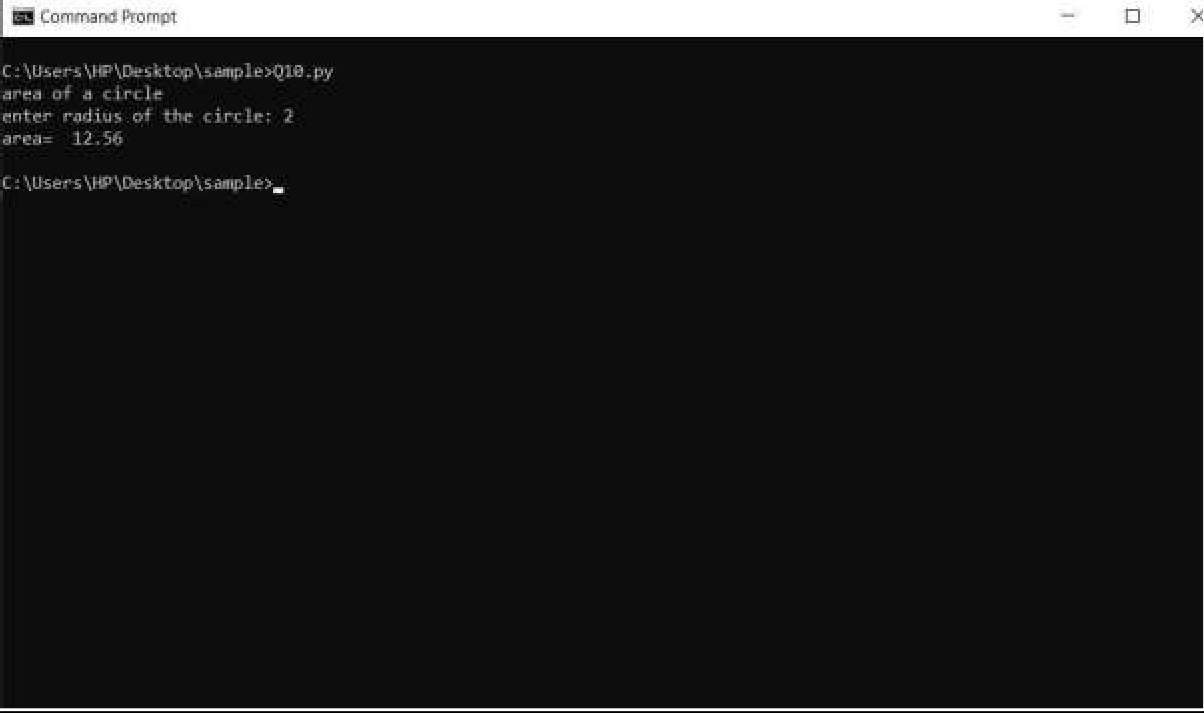 Command Prompt
C:\Users\HP\Desktop\sample>Q10.py
area of a circle
enter radius of the circle: 2
area=  12.56
C:\Users\HP\Desktop\sample>